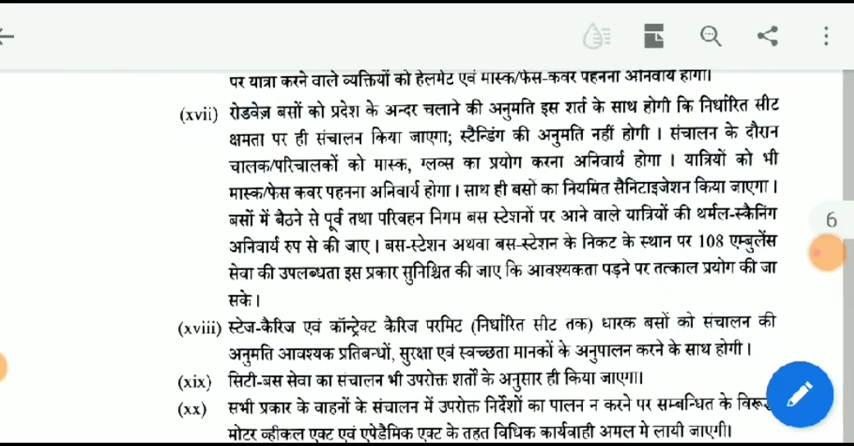 पर यात्रा करने वाले व्यक्तियों को हेलमेट एवं मास्क/फेस-कवर पहनना अनिवार्य होगा।
(xvii) रोडवेज़ बसों को प्रदेश के अन्दर चलाने की अनुमति इस शर्त के साथ होगी कि निर्धारित सीट
क्षमता पर ही संचालन किया जाएगा; स्टैन्डिंग की अनुमति नहीं होगी । संचालन के दौरान
चालक/परिचालकों को मास्क, ग्लव्स का प्रयोग करना अनिवार्य होगा । यात्रियों को भी
मास्क/फेस कवर पहनना अनिवार्य होगा । साथ ही बसों का नियमित सैनिटाइजेशन किया जाएगा ।
बसों में बैठने से पूर्व तथा परिवहन निगम बस स्टेशनों पर आने वाले यात्रियों की थर्मल-स्कैनिंग
6
अनिवार्य रुप से की जाए । बस-स्टेशन अथवा बस-स्टेशन के निकट के स्थान पर 108 एम्बुलेंस
सेवा की उपलब्धता इस प्रकार सुनिश्चित की जाए कि आवश्यकता पड़ने पर तत्काल प्रयोग की जा
सके ।
(xviii) स्टेज-कैरिज एवं कॉन्ट्रेक्ट कैरिज परमिट (निर्धारित सीट तक) धारक बसों को संचालन की
अनुमति आवश्यक प्रतिबन्धों, सुरक्षा एवं स्वच्छता मानकों के अनुपालन करने के साथ होगी ।
(xix) सिटी-बस सेवा का संचालन भी उपरोक्त शर्तों के अनुसार ही किया जाएगा।
(xx) सभी प्रकार के वाहनों के संचालन में उपरोक्त निर्देशों का पालन न करने पर सम्बन्धित के विरूद्ध
मोटर व्हीकल एक्ट एवं एपेडैमिक एक्ट के तहत विधिक कार्यवाही अमल मे लायी जाएगी।